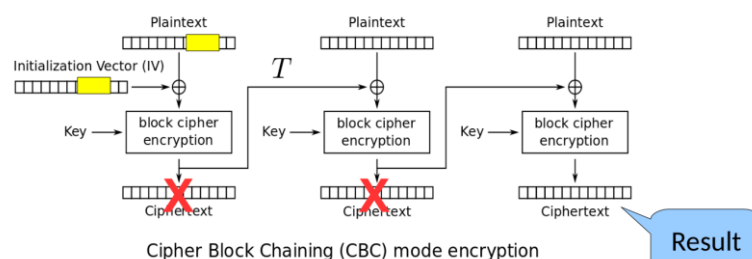 Plaintext Plaintext Plaintext
Initialization Vector (IV)
T
Key block cipher encryption Key block cipher encryption Key block cipher encryption
Ciphertext Ciphertext Ciphertext
Cipher Block Chaining (CBC) mode encryption
Result